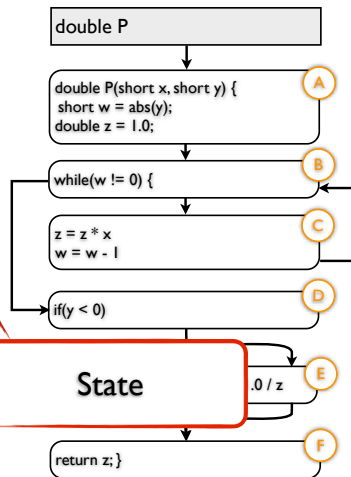 double P
double P(short x, short y) {
short w = abs(y);
double z = 1.0;
A
while(w != 0) {
B
z = z * x
w = w - 1
C
if(y < 0)
D
State
.0 / z
E
return z; }
F